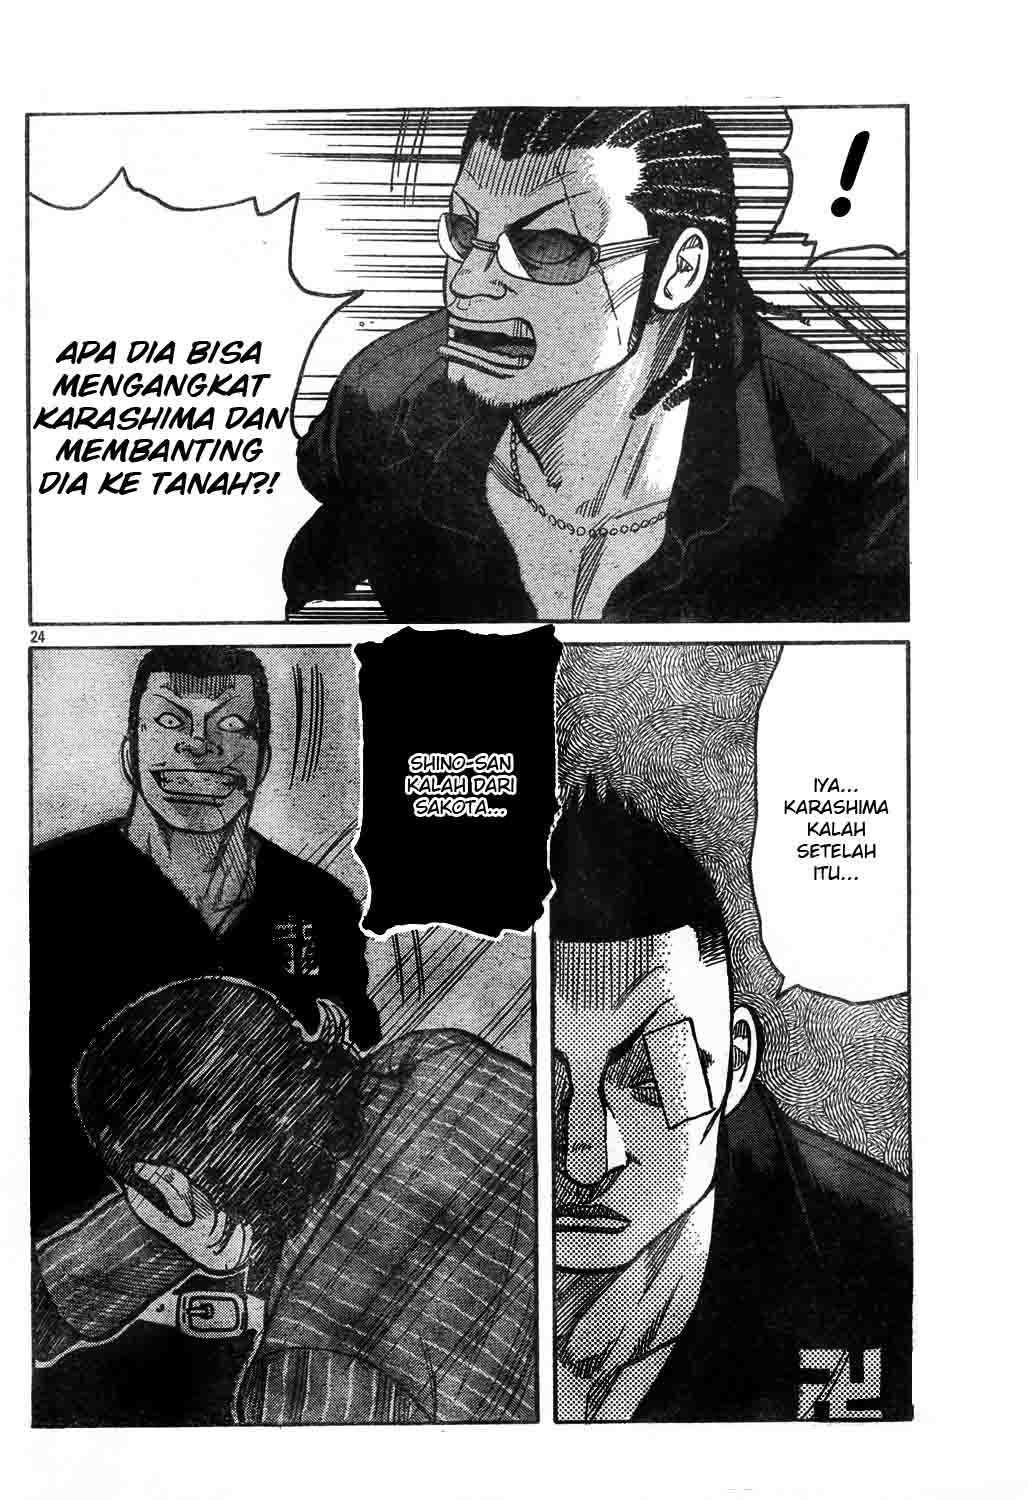 !
APA DIA BISA
MENGANGKAT
KARASHIMA DAN
MEMBANTING
DIA KE TANAH?!
24
IYA...
KARASHIMA
KALAH
SETELAH
ITU...
SHINO-SAN
KALAH DARI
SAKOTA...